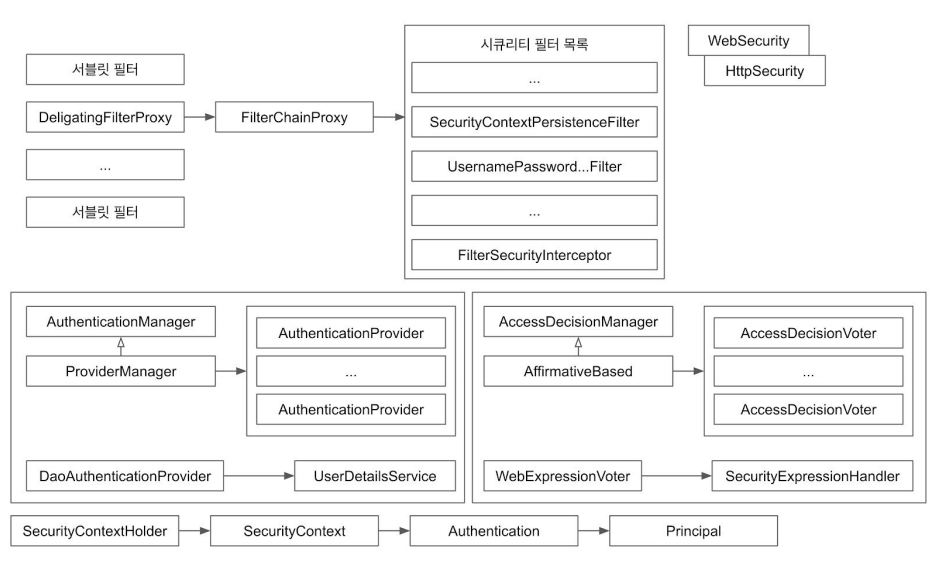 서블릿 필터
DeligatingFilterProxy
...
서블릿 필터
FilterChainProxy
시큐리티 필터 목록
...
SecurityContextPersistenceFilter
UsernamePassword...Filter
...
FilterSecurityInterceptor
WebSecurity
HttpSecurity
AuthenticationManager
ProviderManager
AuthenticationProvider
...
AuthenticationProvider
DaoAuthenticationProvider
UserDetailsService
AccessDecisionManager
AffirmativeBased
AccessDecisionVoter
...
AccessDecisionVoter
WebExpressionVoter
SecurityExpressionHandler
SecurityContextHolder
SecurityContext
Authentication
Principal